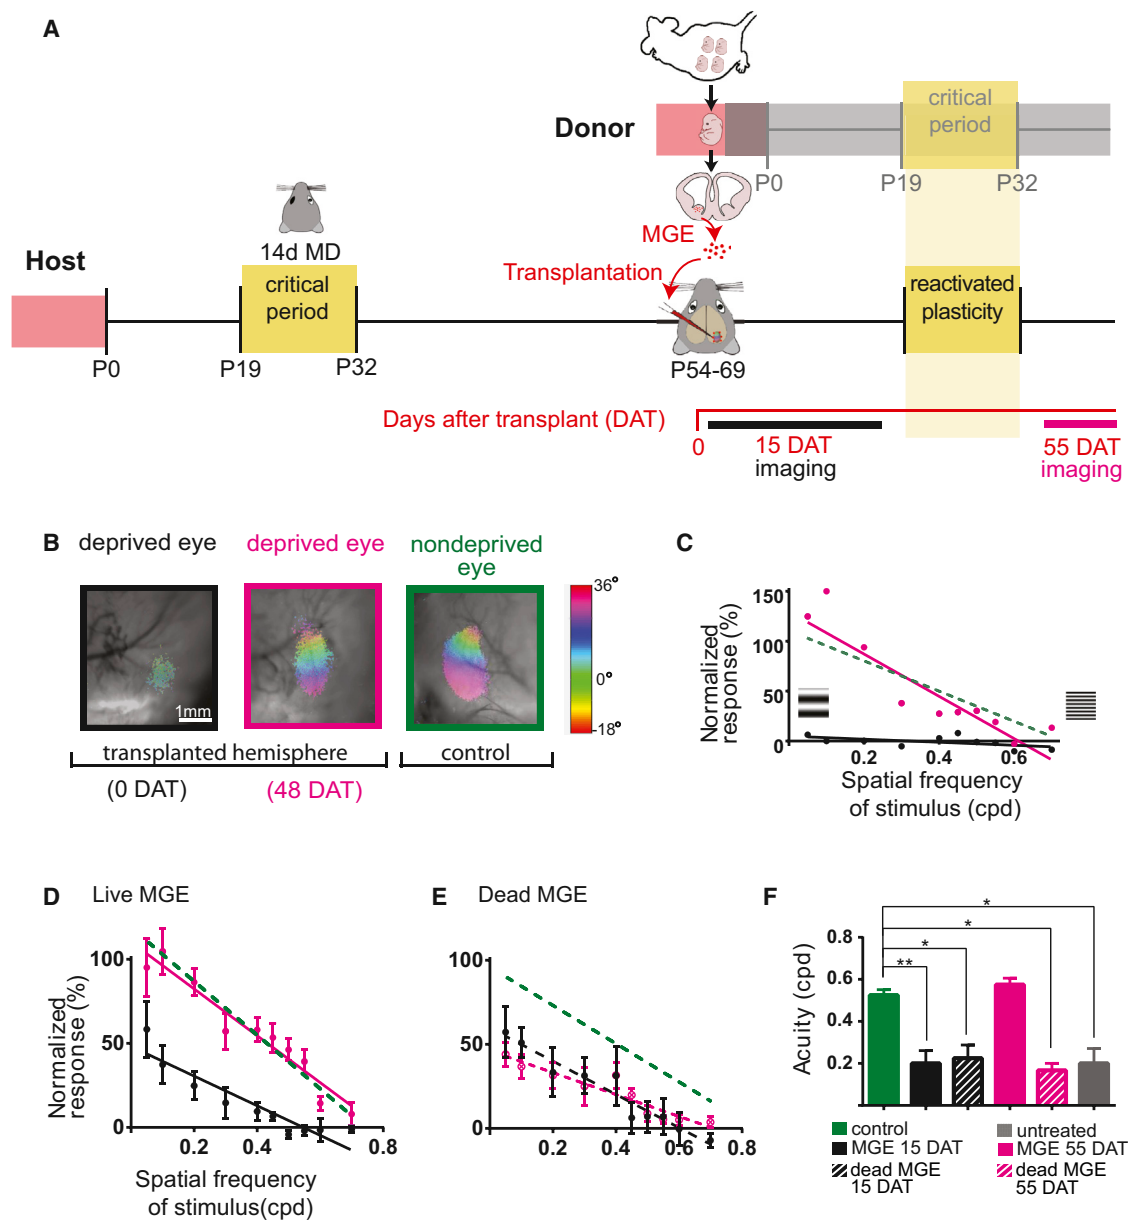 A
critical
period
Donor
P0
P19
P32
MGE
Transplantation
14d MD
Host
critical
period
reactivated
plasticity
P0
P19
P32
P54-69
Days after transplant (DAT)
0
15 DAT
imaging
55 DAT
imaging
B
deprived eye
deprived eye
nondeprived
eye
36°
0°
-18°
1mm
transplanted hemisphere
control
(0 DAT)
(48 DAT)
C
Normalized
response (%)
150
100
50
0
0.2
0.4
0.6
Spatial frequency
of stimulus (cpd)
D
Live MGE
Normalized
response (%)
100
50
0
0.2
0.4
0.6
0.8
Spatial frequency
of stimulus(cpd)
E
Dead MGE
100
50
0
0.2
0.4
0.6
0.8
F
Acuity (cpd)
0.8
0.6
0.4
0.2
*
*
*
**
control
MGE 15 DAT
dead MGE
15 DAT
untreated
MGE 55 DAT
dead MGE
55 DAT